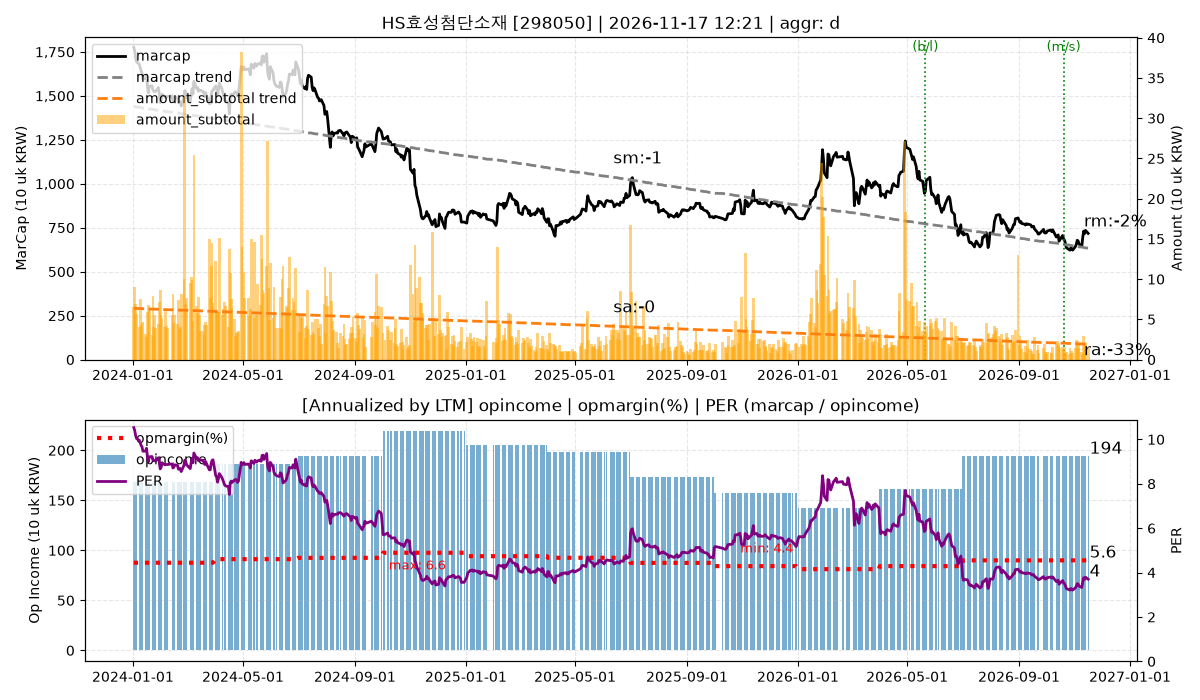 HS효성첨단소재 [298050] | 2026-11-17 12:21 | aggr: d
MarCap (10 uk KRW)
1,750
1,500
1,250
1,000
750
500
250
0
marcap
marcap trend
amount_subtotal trend
amount_subtotal
sm:-1
sa:-0
(b/l)
(m/s)
rm:-2%
ra:-33%
40
35
30
25
20
15
10
5
0
Amount (10 uk KRW)
2024-01-01
2024-05-01
2024-09-01
2025-01-01
2025-05-01
2025-09-01
2026-01-01
2026-05-01
2026-09-01
2027-01-01
[Annualized by LTM] opincome | opmargin(%) | PER (marcap / opincome)
Op Income (10 uk KRW)
200
150
100
50
0
opmargin(%)
opincome
PER
max: 6.6
min: 4.4
194
5.6
4
10
8
6
4
2
0
PER
2024-01-01
2024-05-01
2024-09-01
2025-01-01
2025-05-01
2025-09-01
2026-01-01
2026-05-01
2026-09-01
2027-01-01